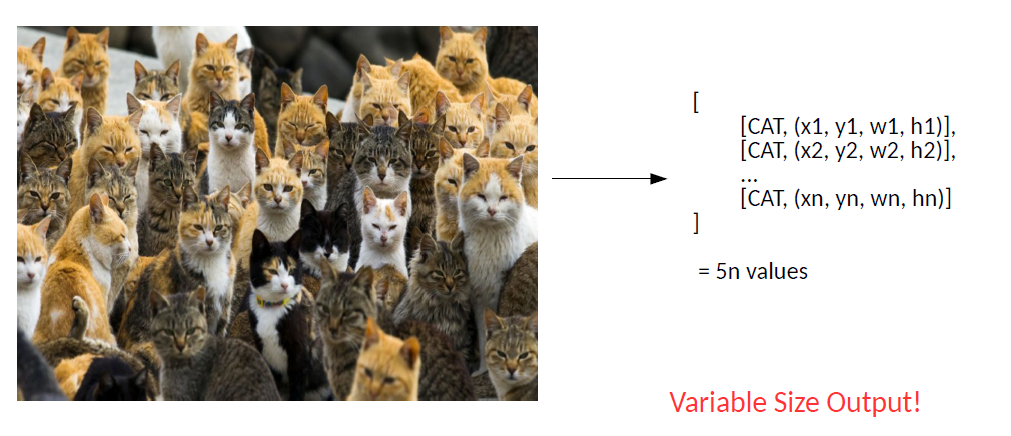 [
[CAT, (x1, y1, w1, h1)],
[CAT, (x2, y2, w2, h2)],
...
[CAT, (xn, yn, wn, hn)]
]
= 5n values
Variable Size Output!